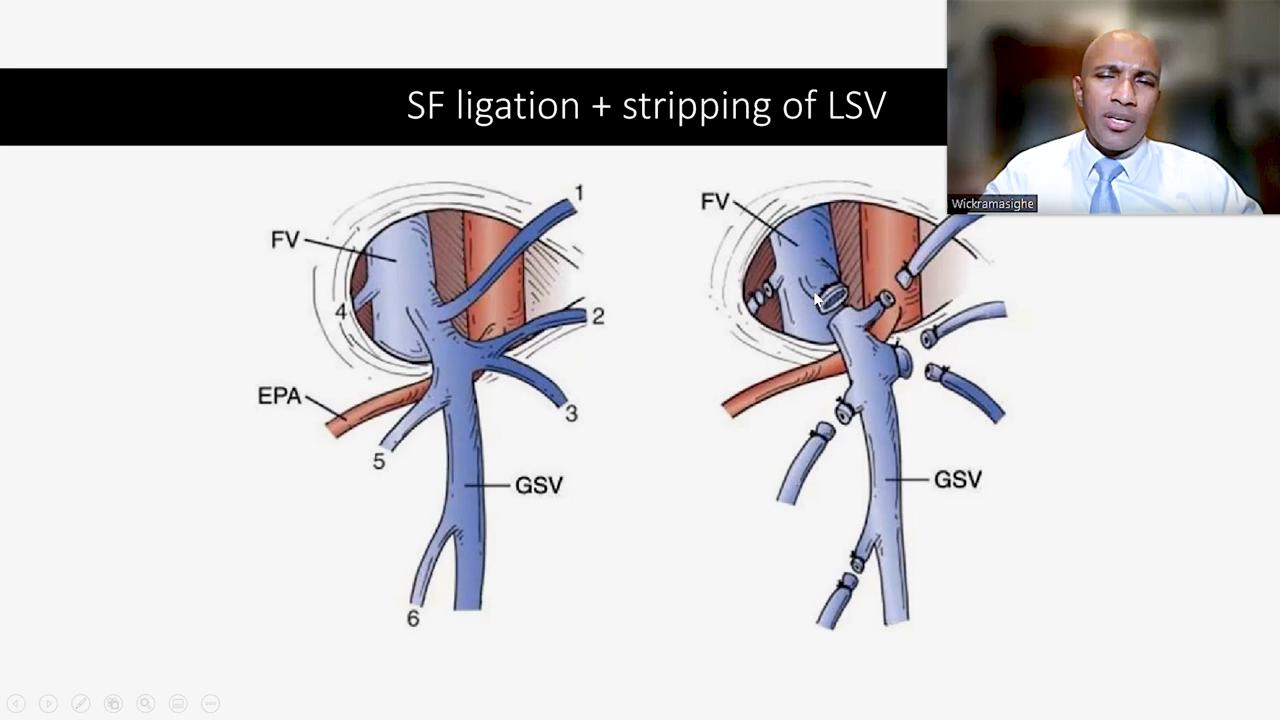 SF ligation + stripping of LSV
Wickramasighe
FV
1
4
2
EPA
3
5
GSV
6
FV
GSV